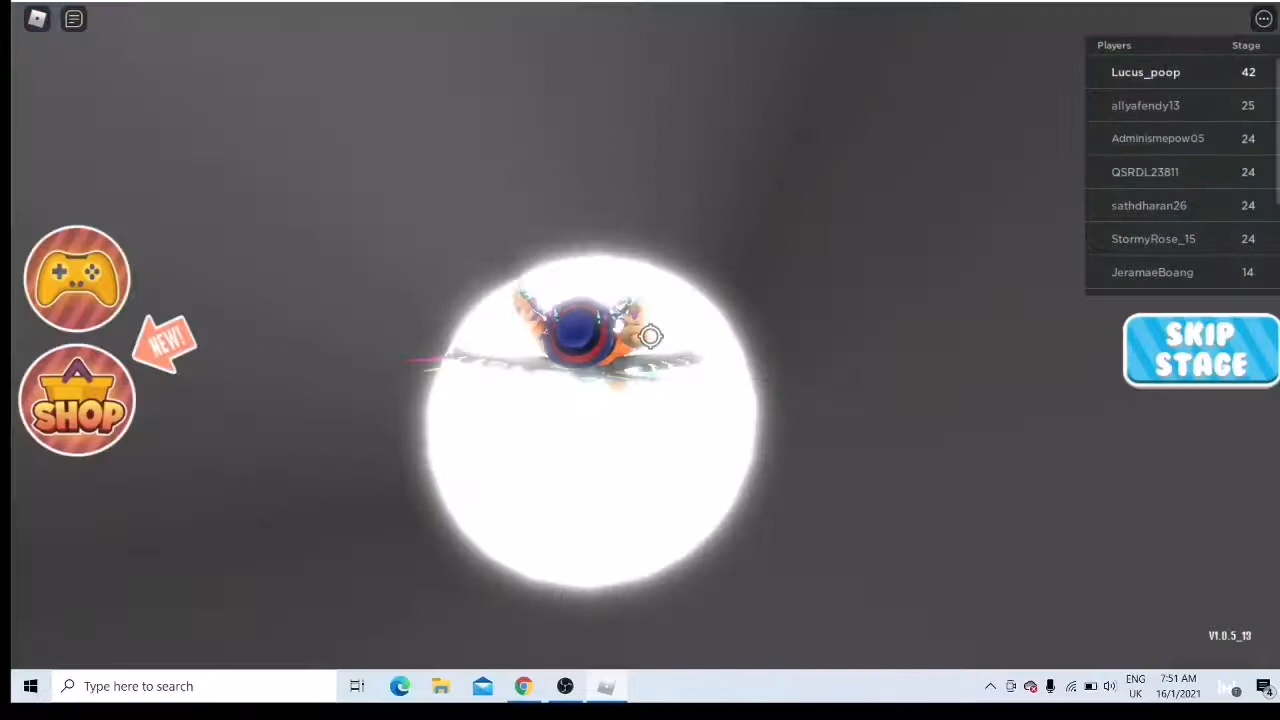 Players Stage
Lucus_poop 42
allyafendy13 25
Adminismepow05 24
QSRDL23811 24
sathdharan26 24
StormyRose_15 24
JeramaeBoang 14
NEW!
SHOP
SKIP
STAGE
V1.0.5_13
Type here to search
ENG
UK
7:51 AM
16/1/2021
4